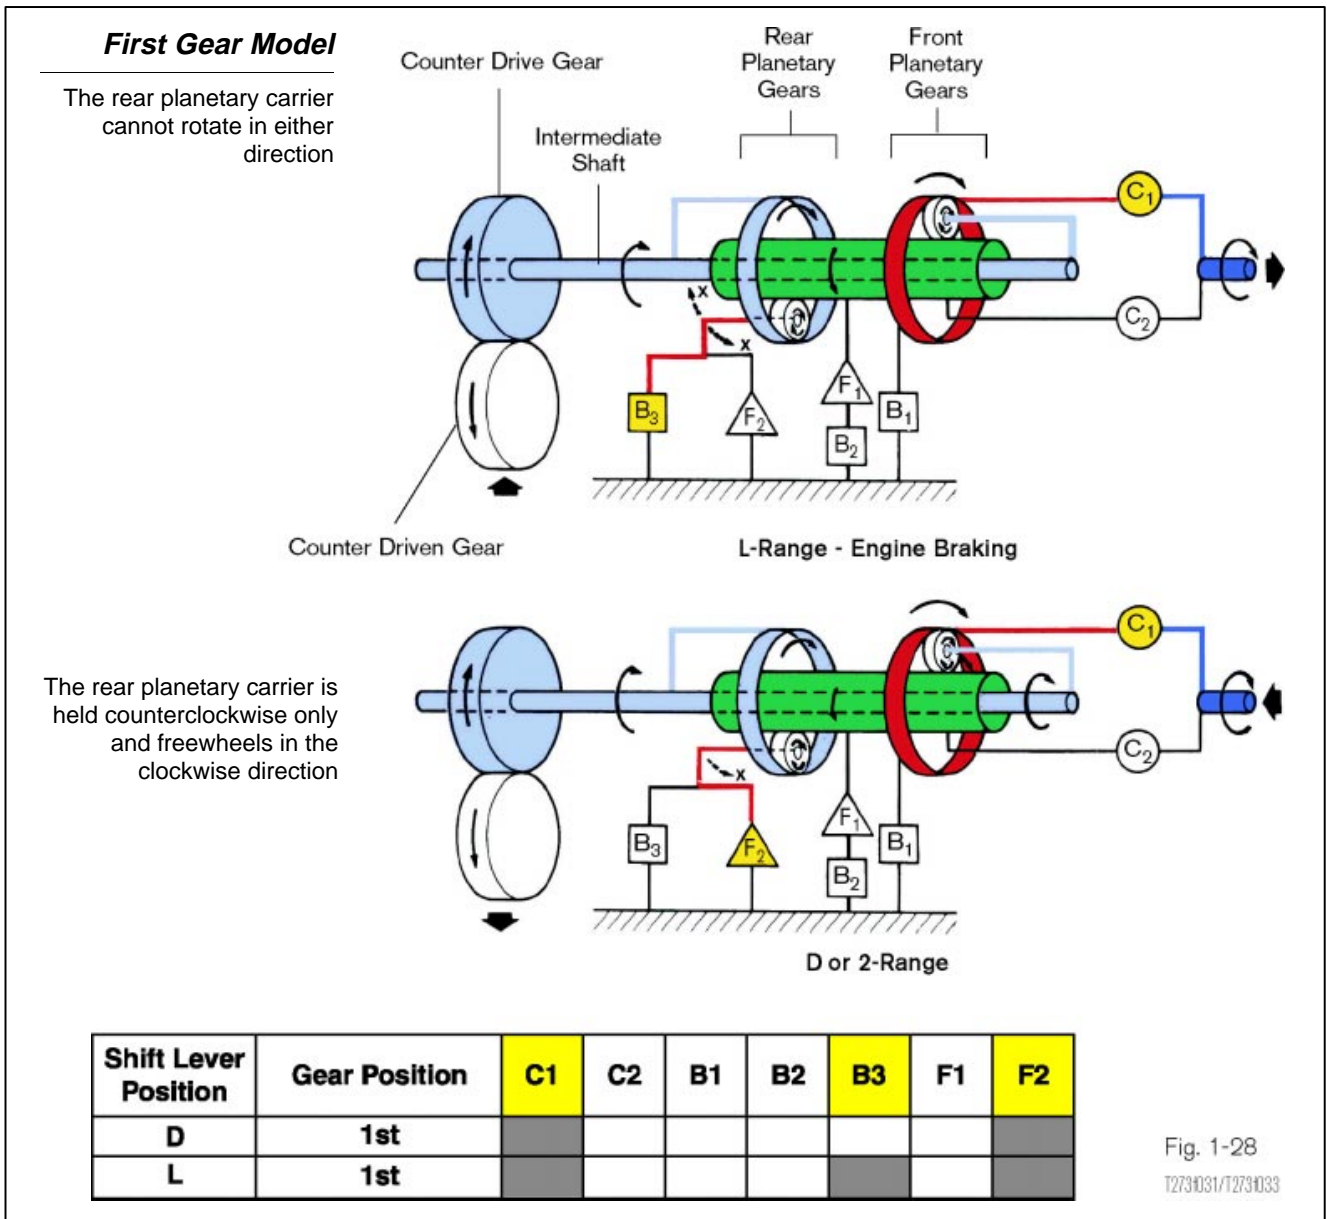 First Gear Model
The rear planetary carrier
cannot rotate in either
direction
Counter Drive Gear
Intermediate
Shaft
Rear
Planetary
Gears
Front
Planetary
Gears
C1
C2
B3
F2
F1
B2
B1
Counter Driven Gear
L-Range - Engine Braking
x
x
The rear planetary carrier is
held counterclockwise only
and freewheels in the
clockwise direction
C1
C2
x
B3
F2
F1
B2
B1
D or 2-Range
Shift Lever
Position
Gear Position
C1 C2 B1 B2 B3 F1 F2
D 1st
L 1st
Fig. 1-28
T273f031/T273f033